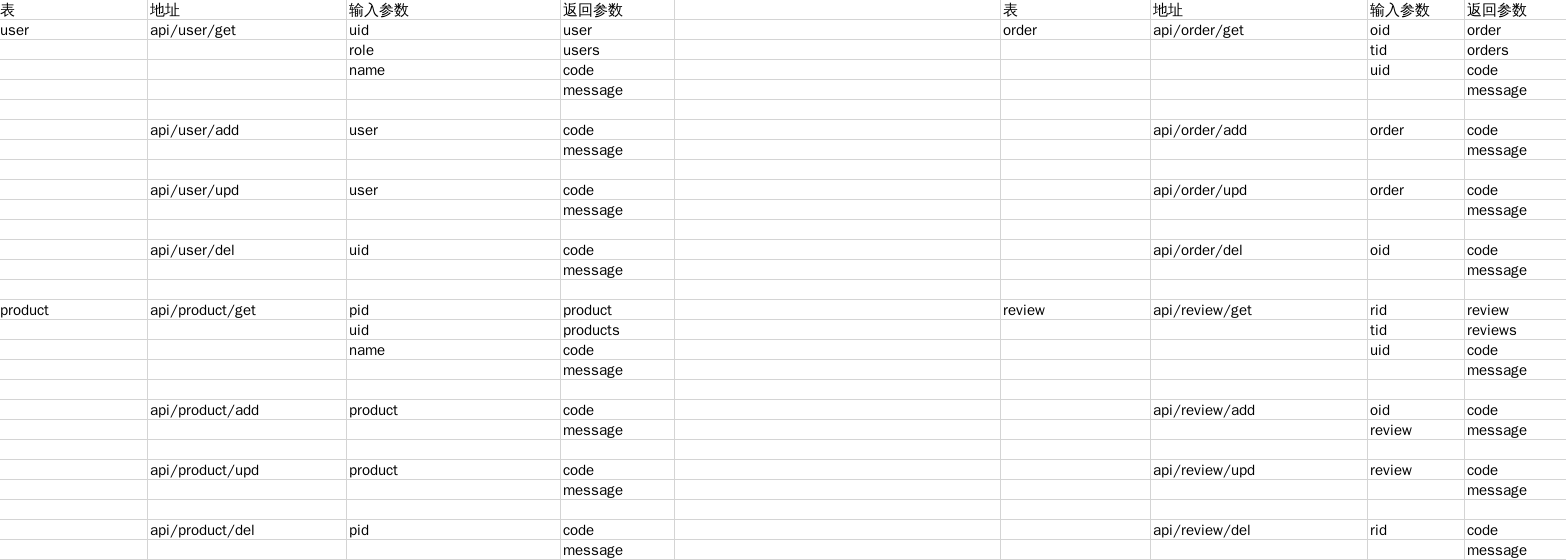 表 地址 输入参数 返回参数 表 地址 输入参数 返回参数
user api/user/get uid user order api/order/get oid order
role users tid orders
name code uid code
message message
api/user/add user code api/order/add order code
message message
api/user/upd user code api/order/upd order code
message message
api/user/del uid code api/order/del oid code
message message
product api/product/get pid product review api/review/get rid review
uid products tid reviews
name code uid code
message message
api/product/add product code api/review/add oid code
message review message
api/product/upd product code api/review/upd review code
message message
api/product/del pid code api/review/del rid code
message message